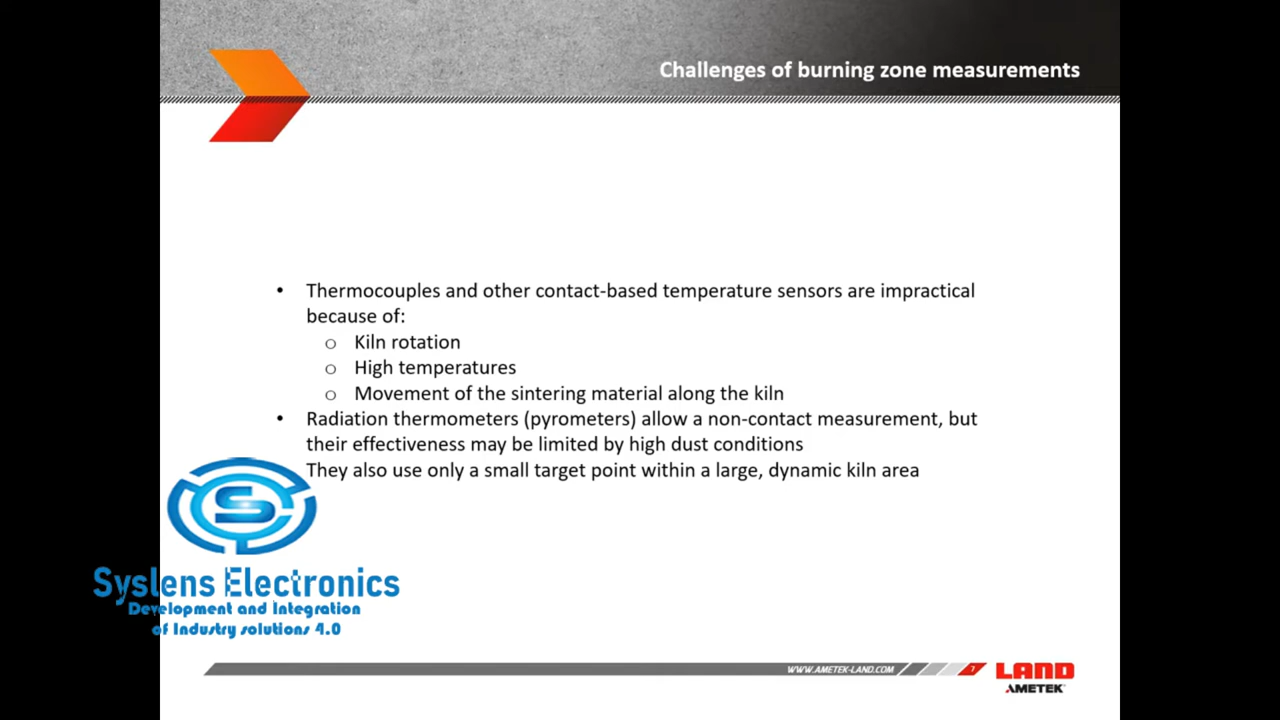 Challenges of burning zone measurements
• Thermocouples and other contact-based temperature sensors are impractical
because of:
o Kiln rotation
o High temperatures
o Movement of the sintering material along the kiln
• Radiation thermometers (pyrometers) allow a non-contact measurement, but
their effectiveness may be limited by high dust conditions
They also use only a small target point within a large, dynamic kiln area
S
Syslens Electronics
Development and Integration
of Industry solutions 4.0
WWW.AMETEK-LAND.COM
7
LAND
AMETEK